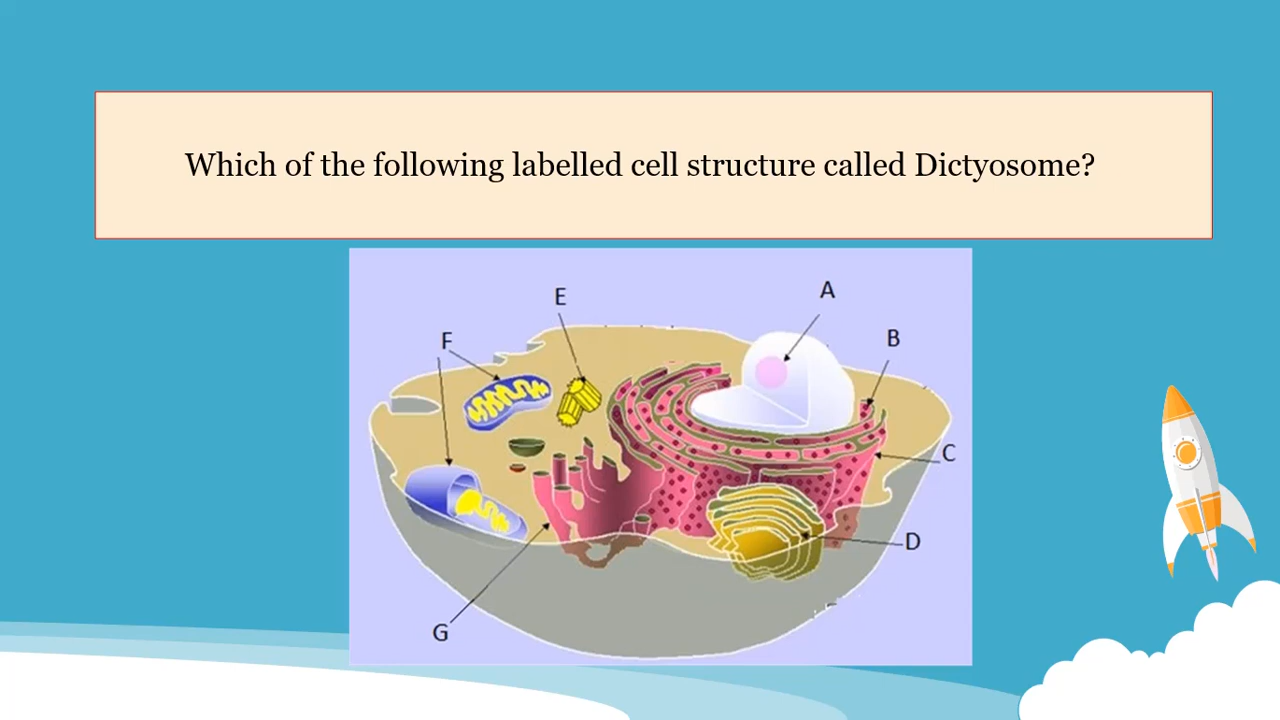 Which of the following labelled cell structure called Dictyosome?
A
E
B
F
C
D
G